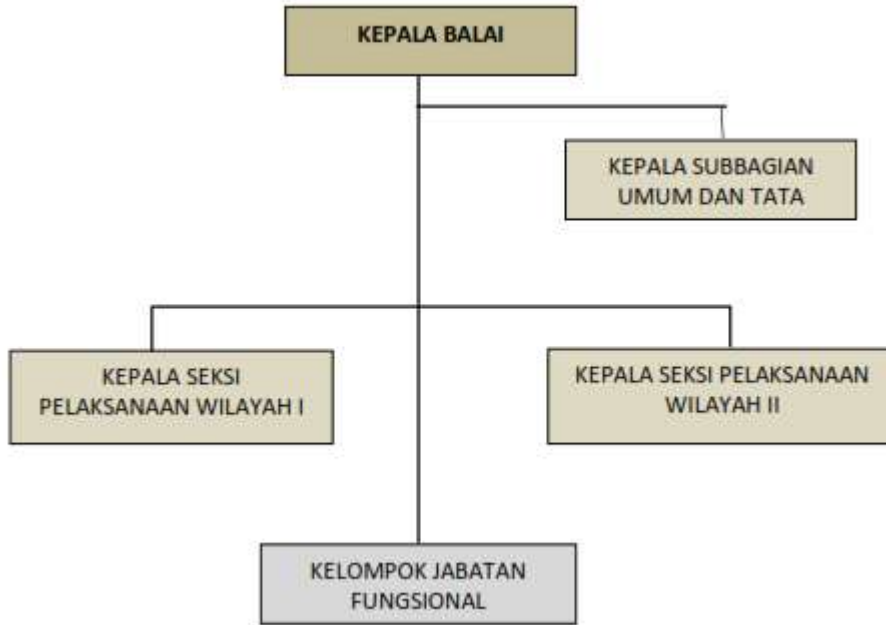 KEPALA BALAI
KEPALA SUBBAGIAN
UMUM DAN TATA
KEPALA SEKSI
PELAKSANAAN WILAYAH I
KEPALA SEKSI PELAKSANAAN
WILAYAH II
KELOMPOK JABATAN
FUNGSIONAL